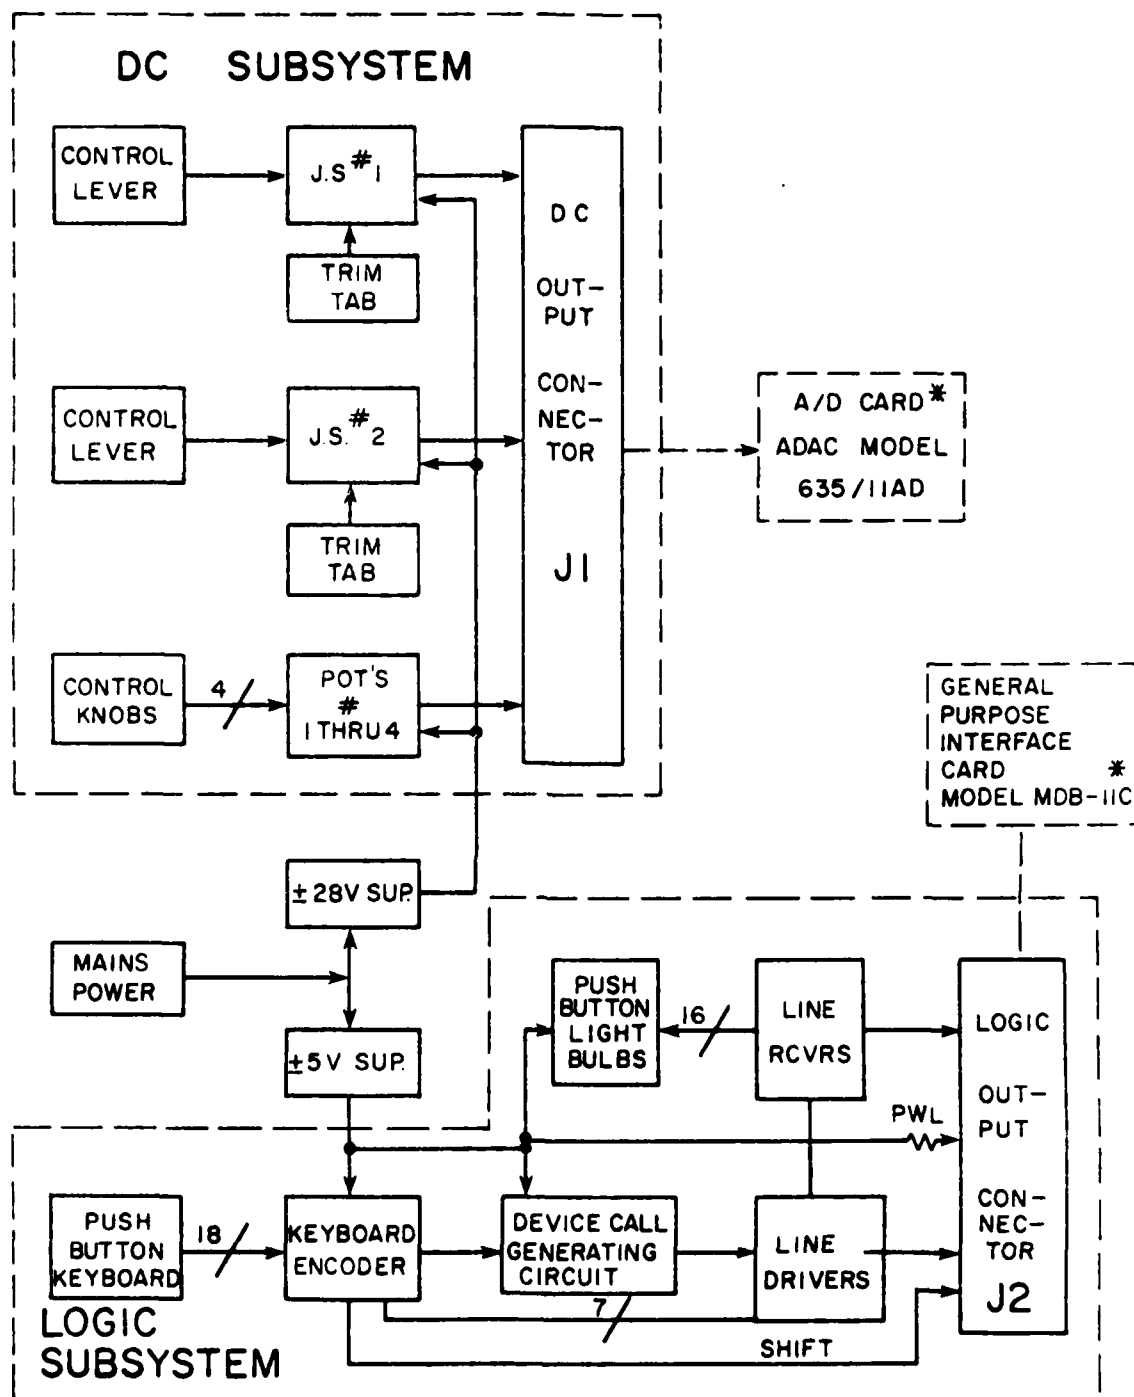 DC SUBSYSTEM
CONTROL
LEVER
J.S #1
TRIM
TAB
CONTROL
LEVER
J.S. #2
TRIM
TAB
CONTROL
KNOBS
4
POT'S
#
1 THRU 4
DC
OUT-
PUT
CON-
NEC-
TOR
J1
A/D CARD*
ADAC MODEL
635/11AD
GENERAL
PURPOSE
INTERFACE
CARD *
MODEL MDB-11C
±28V SUP.
MAINS
POWER
±5V SUP.
PUSH
BUTTON
LIGHT
BULBS
16
LINE
RCVRS
PWL
LOGIC
OUT-
PUT
CON-
NEC-
TOR
J2
PUSH
BUTTON
KEYBOARD
18
KEYBOARD
ENCODER
DEVICE CALL
GENERATING
CIRCUIT
7
LINE
DRIVERS
SHIFT
LOGIC
SUBSYSTEM